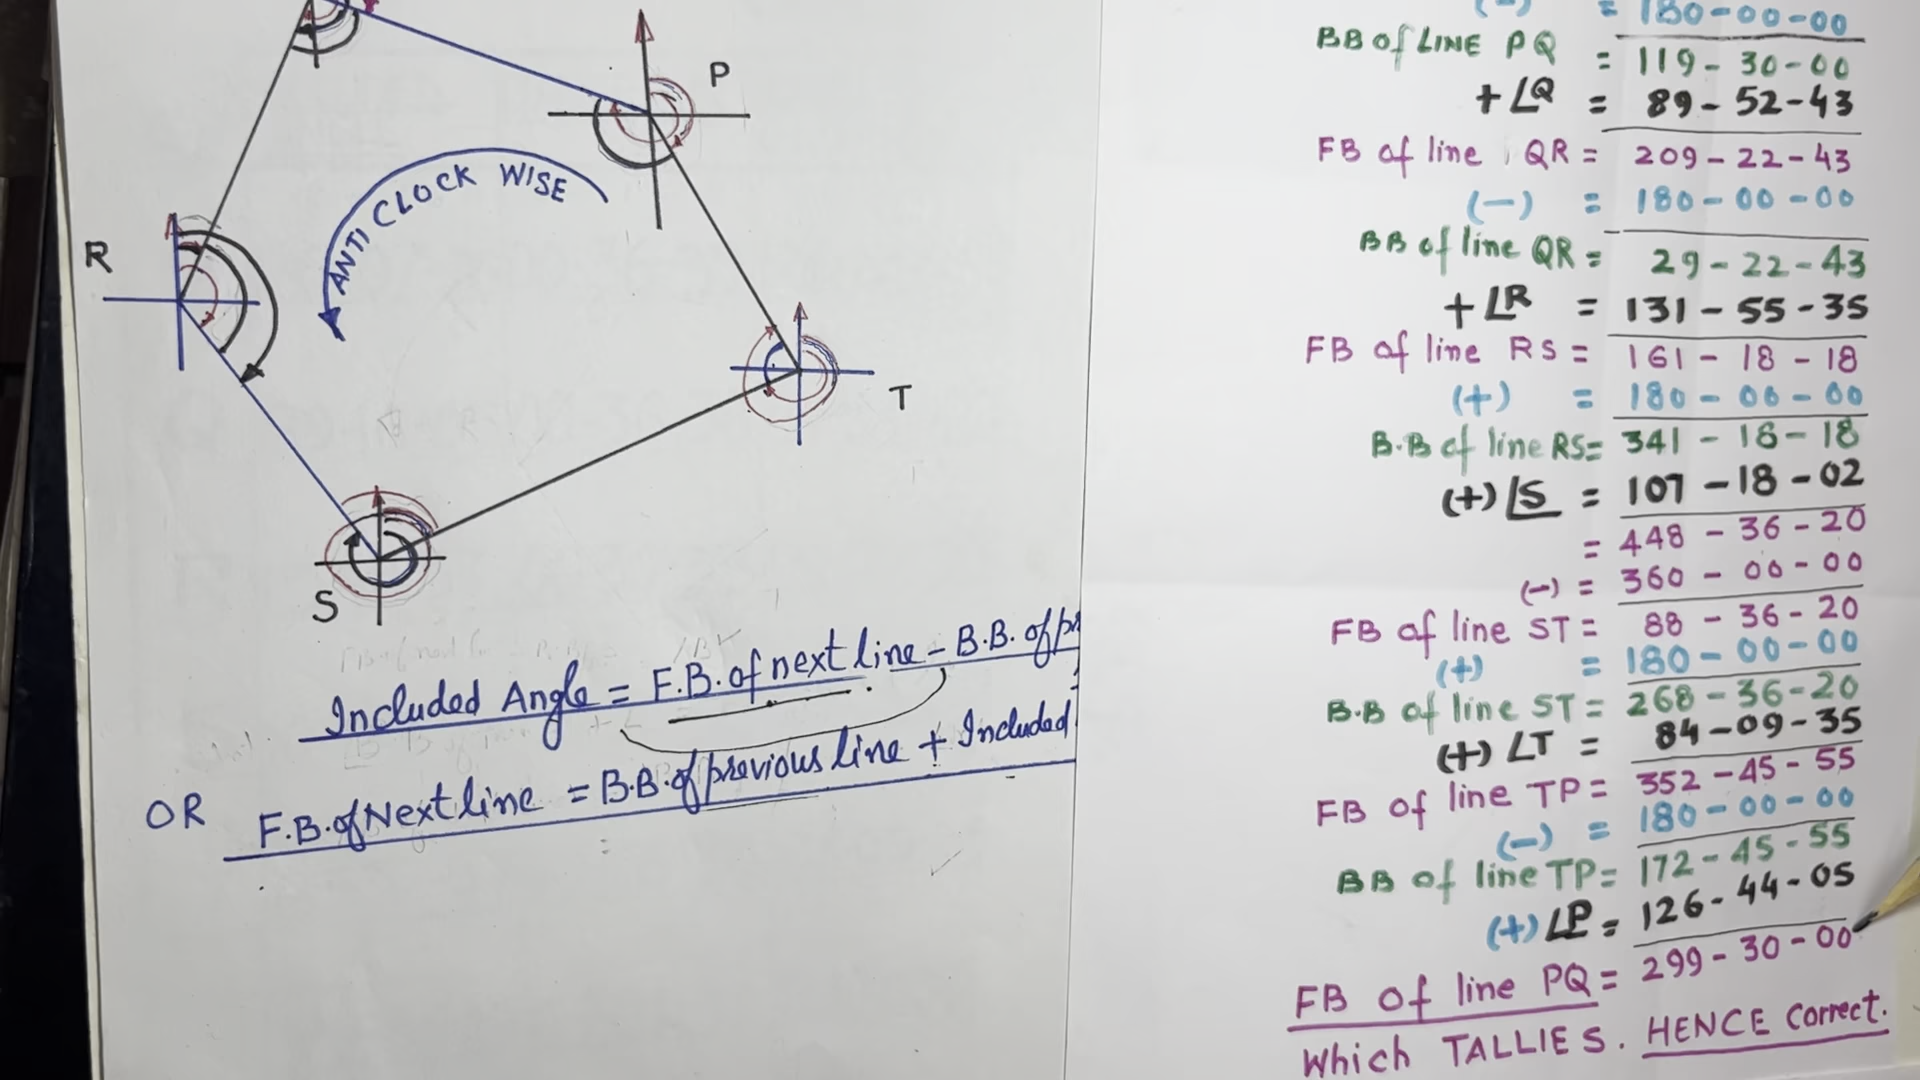 P
ANTI CLOCK WISE
R
T
S
Included Angle = F.B. of next line - B.B. of
OR F.B. of Next line = B.B. of previous line + Included
(-) = 180-00-00
BB of LINE PQ = 119-30-00
+∠Q = 89-52-43
FB of line QR = 209-22-43
(-) = 180-00-00
BB of line QR = 29-22-43
+∠R = 131-55-35
FB of line RS = 161-18-18
(+) = 180-00-00
B.B of line RS= 341-18-18
(+) ∠S = 107-18-02
= 448-36-20
(-) = 360-00-00
FB of line ST = 88-36-20
(+) = 180-00-00
B.B of line ST = 268-36-20
(+) ∠T = 84-09-35
FB of line TP = 352-45-55
(-) = 180-00-00
BB of line TP= 172-45-55
(+) ∠P = 126-44-05
FB of line PQ = 299-30-00
Which TALLIES. HENCE Correct.